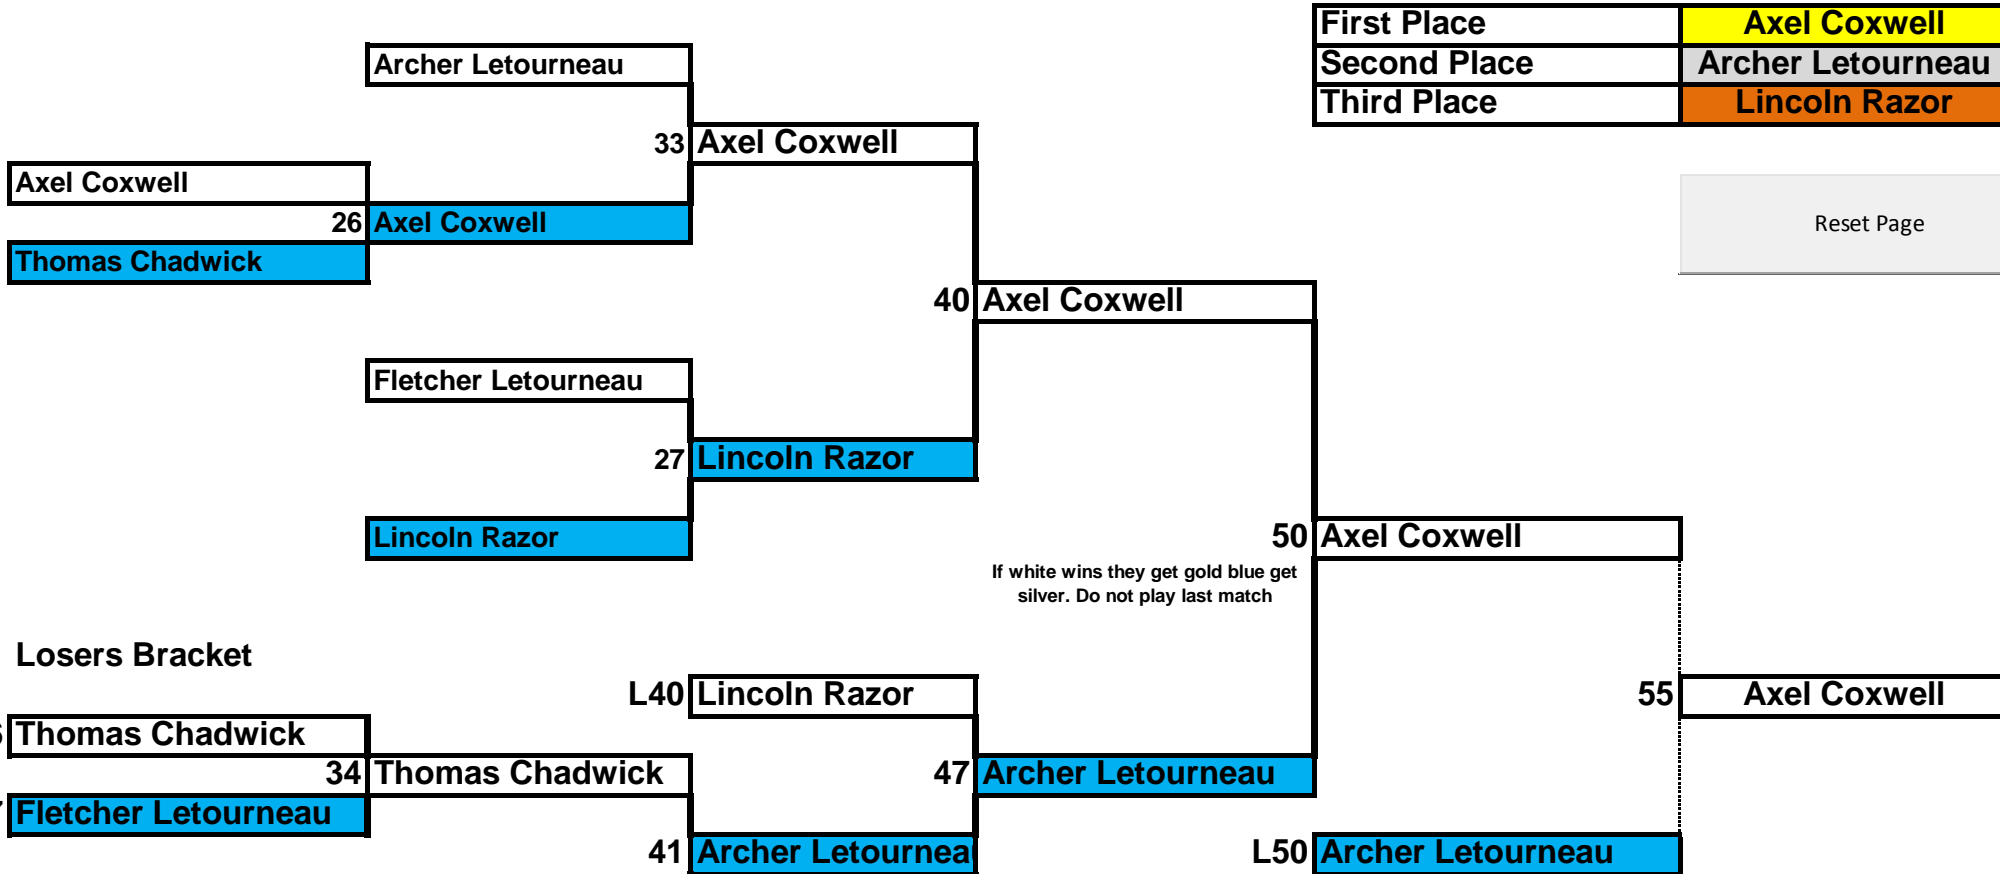 First Place Axel Coxwell
Archer Letourneau
Second Place Archer Letourneau
Third Place Lincoln Razor
33 Axel Coxwell
Axel Coxwell
26 Axel Coxwell
Reset Page
Thomas Chadwick
40 Axel Coxwell
Fletcher Letourneau
27 Lincoln Razor
Lincoln Razor
50 Axel Coxwell
If white wins they get gold blue get
silver. Do not play last match
Losers Bracket
L40 Lincoln Razor
55 Axel Coxwell
Thomas Chadwick
34 Thomas Chadwick
47 Archer Letourneau
Fletcher Letourneau
41 Archer Letournea
L50 Archer Letourneau